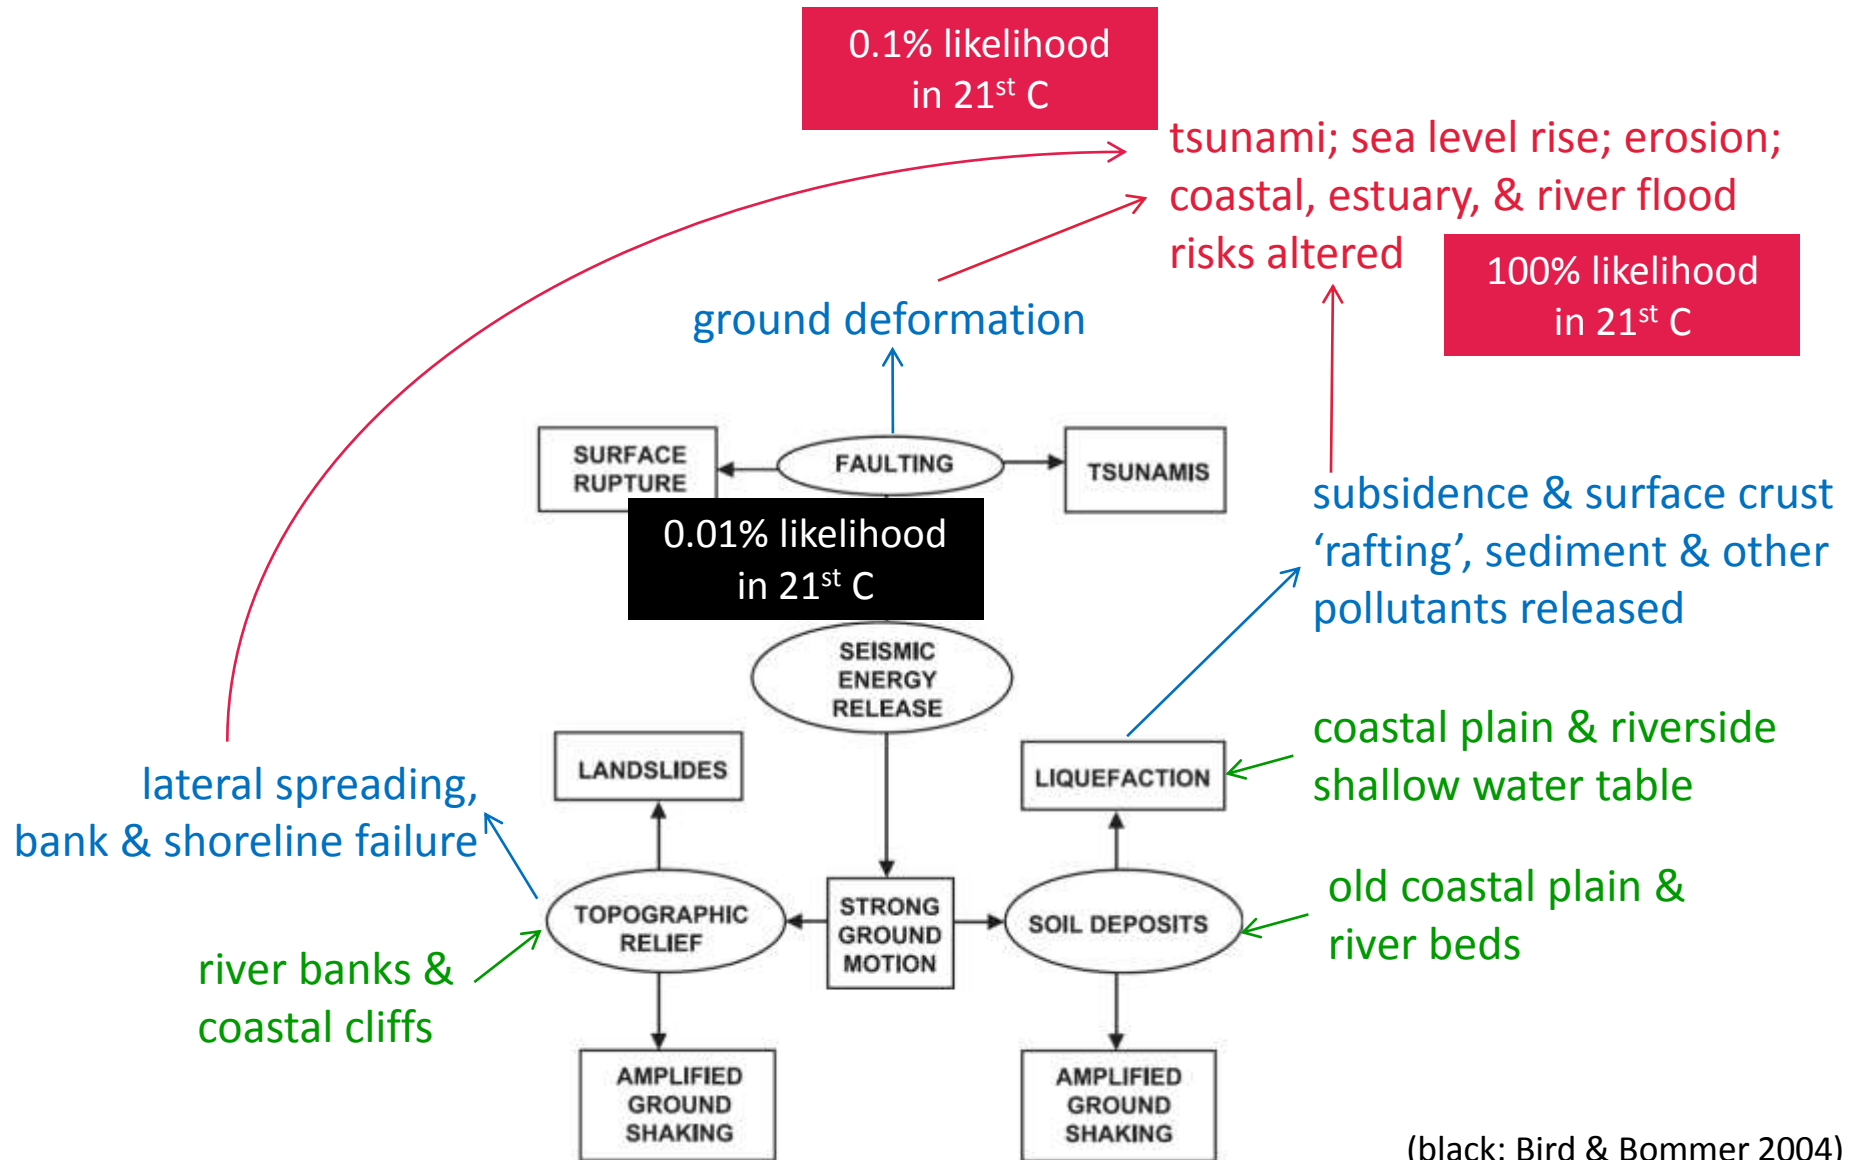 0.1% likelihood
in 21st C
tsunami; sea level rise; erosion;
coastal, estuary, & river flood
risks altered
100% likelihood
in 21st C
ground deformation
SURFACE
RUPTURE
FAULTING
TSUNAMIS
0.01% likelihood
in 21st C
subsidence & surface crust
‘rafting’, sediment & other
pollutants released
SEISMIC
ENERGY
RELEASE
LANDSLIDES
LIQUEFACTION
coastal plain & riverside
shallow water table
lateral spreading,
bank & shoreline failure
TOPOGRAPHIC
RELIEF
STRONG
GROUND
MOTION
SOIL DEPOSITS
old coastal plain &
river beds
river banks &
coastal cliffs
AMPLIFIED
GROUND
SHAKING
AMPLIFIED
GROUND
SHAKING
(black: Bird & Bommer 2004)